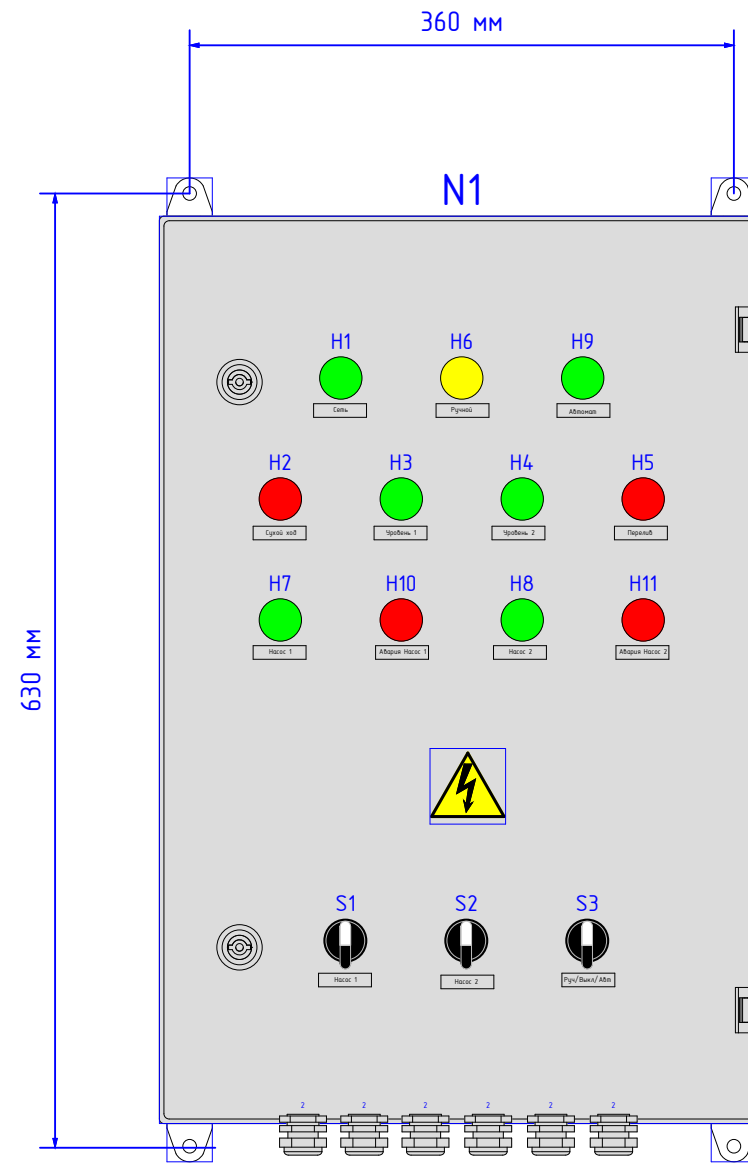 360 мм
N1
H1 H6 H9
Сеть Ручной Автомат
H2 H3 H4 H5
Сухой ход Уровень 1 Уровень 2 Перелив
H7 H10 H8 H11
Насос 1 Авария Насос 1 Насос 2 Авария Насос 2
630 мм
S1 S2 S3
Насос 1 Насос 2 Руч/Выкл/Авт
2 2 2 2 2 2